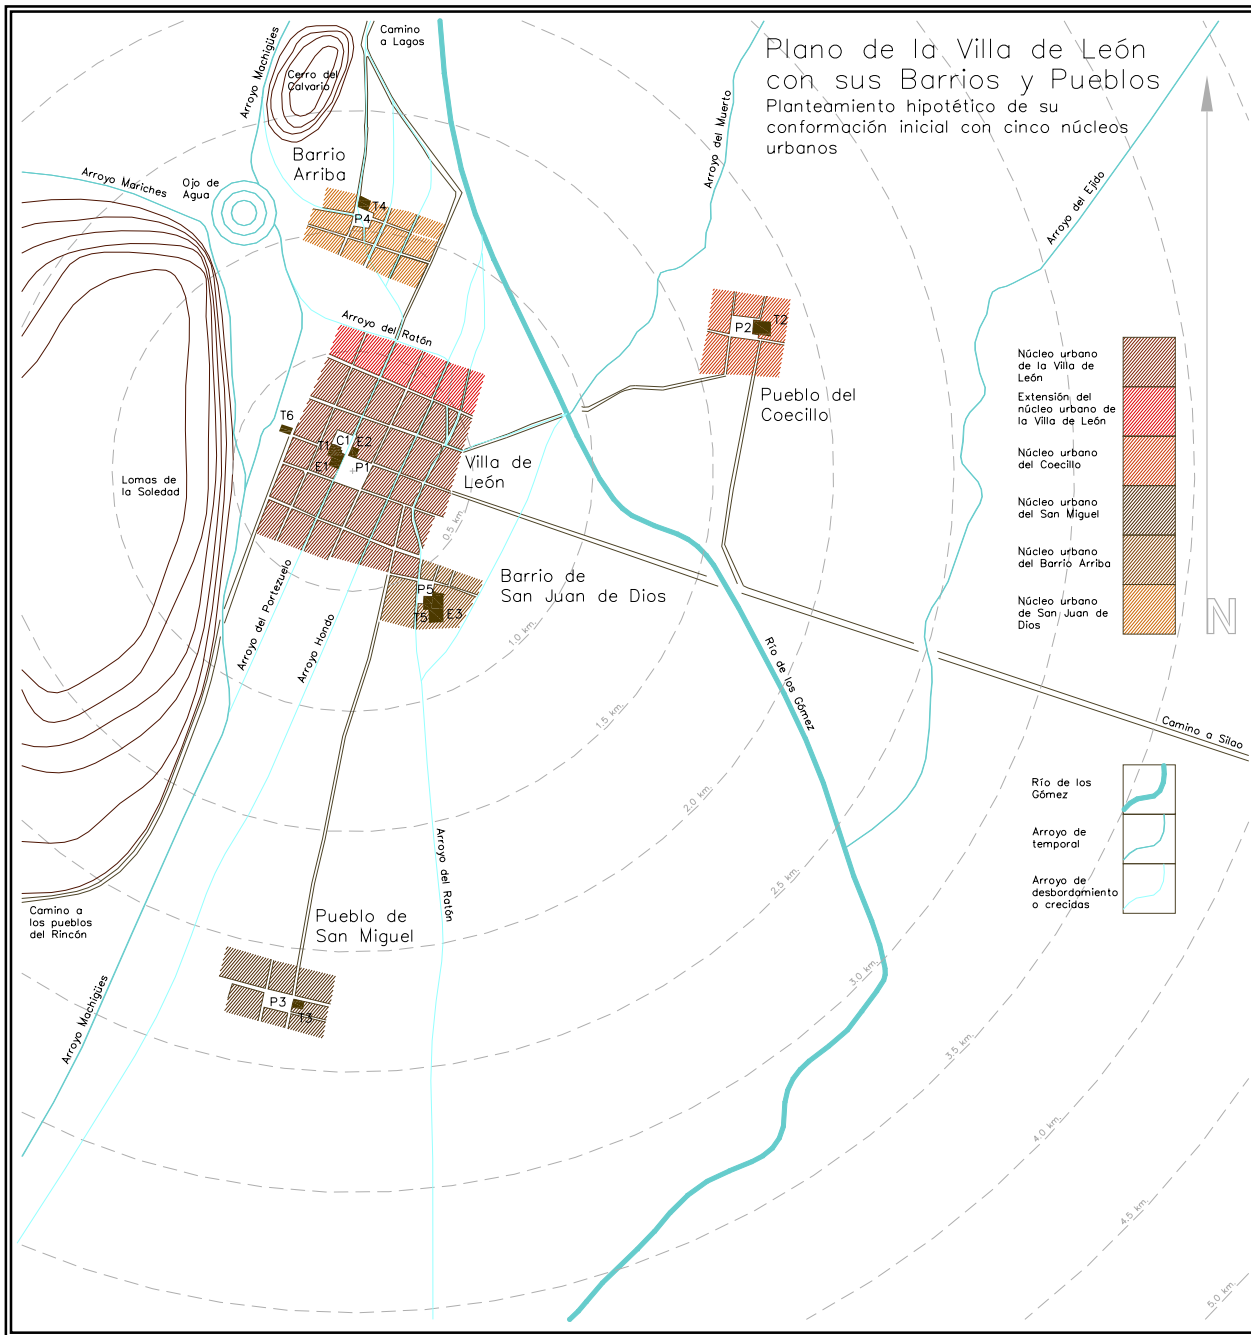 Plano de la Villa de León
con sus Barrios y Pueblos
Planteamiento hipotético de su
conformación inicial con cinco núcleos
urbanos
Camino
a Lagos
Arroyo Machigües
Cerro del
Calvario
Barrio
Arriba
Arroyo Mariches
Ojo de
Agua
T4
P4
Arroyo del Muerto
Arroyo del Ejido
Arroyo del Ratón
P2
T2
Pueblo del
Coecillo
T6
T1
C1
E2
E1
P1
Villa de
León
Lomas de
la Soledad
0.5 km.
Barrio de
San Juan de Dios
P5
T5
E3
Arroyo del Portezuelo
Arroyo Hondo
1.0 km.
Río de los Gómez
1.5 km.
2.0 km.
2.5 km.
3.0 km.
3.5 km.
4.0 km.
4.5 km.
5.0 km.
Camino a Silao
Arroyo del Ratón
Camino a
los pueblos
del Rincón
Pueblo de
San Miguel
P3
T3
Arroyo Machigües
Núcleo urbano
de la Villa de
León
Extensión del
núcleo urbano de
la Villa de León
Núcleo urbano
del Coecillo
Núcleo urbano
del San Miguel
Núcleo urbano
del Barrio Arriba
Núcleo urbano
de San Juan de
Dios
N
Río de los
Gómez
Arroyo de
temporal
Arroyo de
desbordamiento
o crecidas